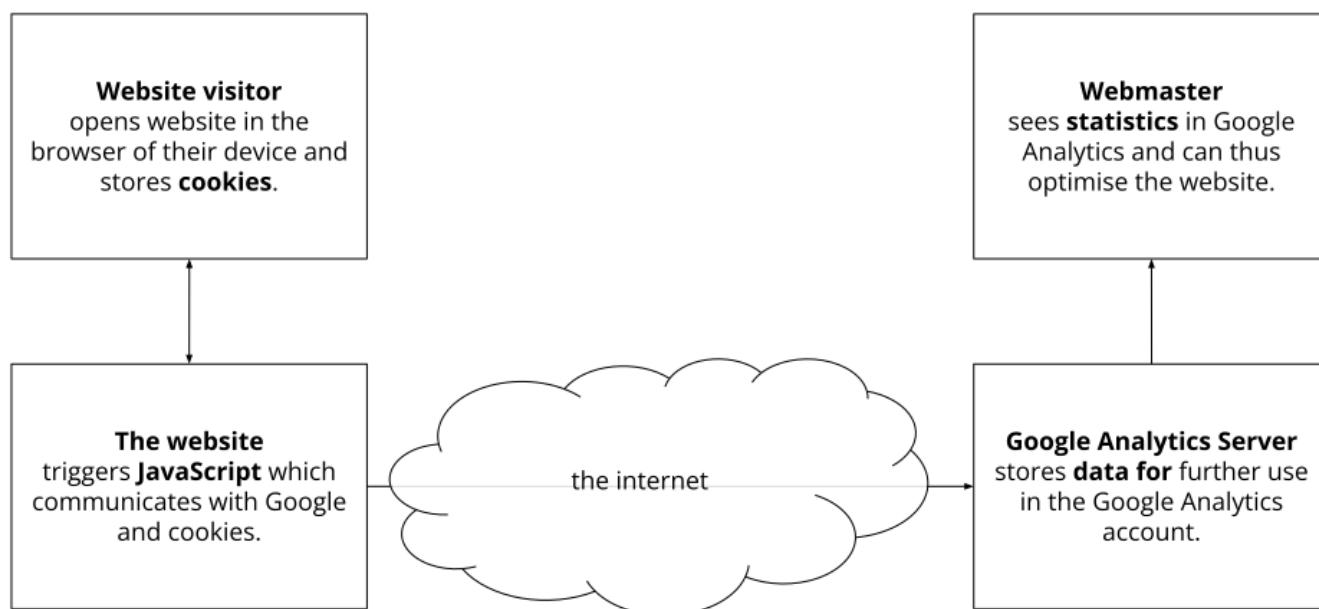 Website visitor
opens website in the
browser of their device and
stores cookies.
Webmaster
sees statistics in Google
Analytics and can thus
optimise the website.
The website
triggers JavaScript which
communicates with Google
and cookies.
the internet
Google Analytics Server
stores data for further use
in the Google Analytics
account.